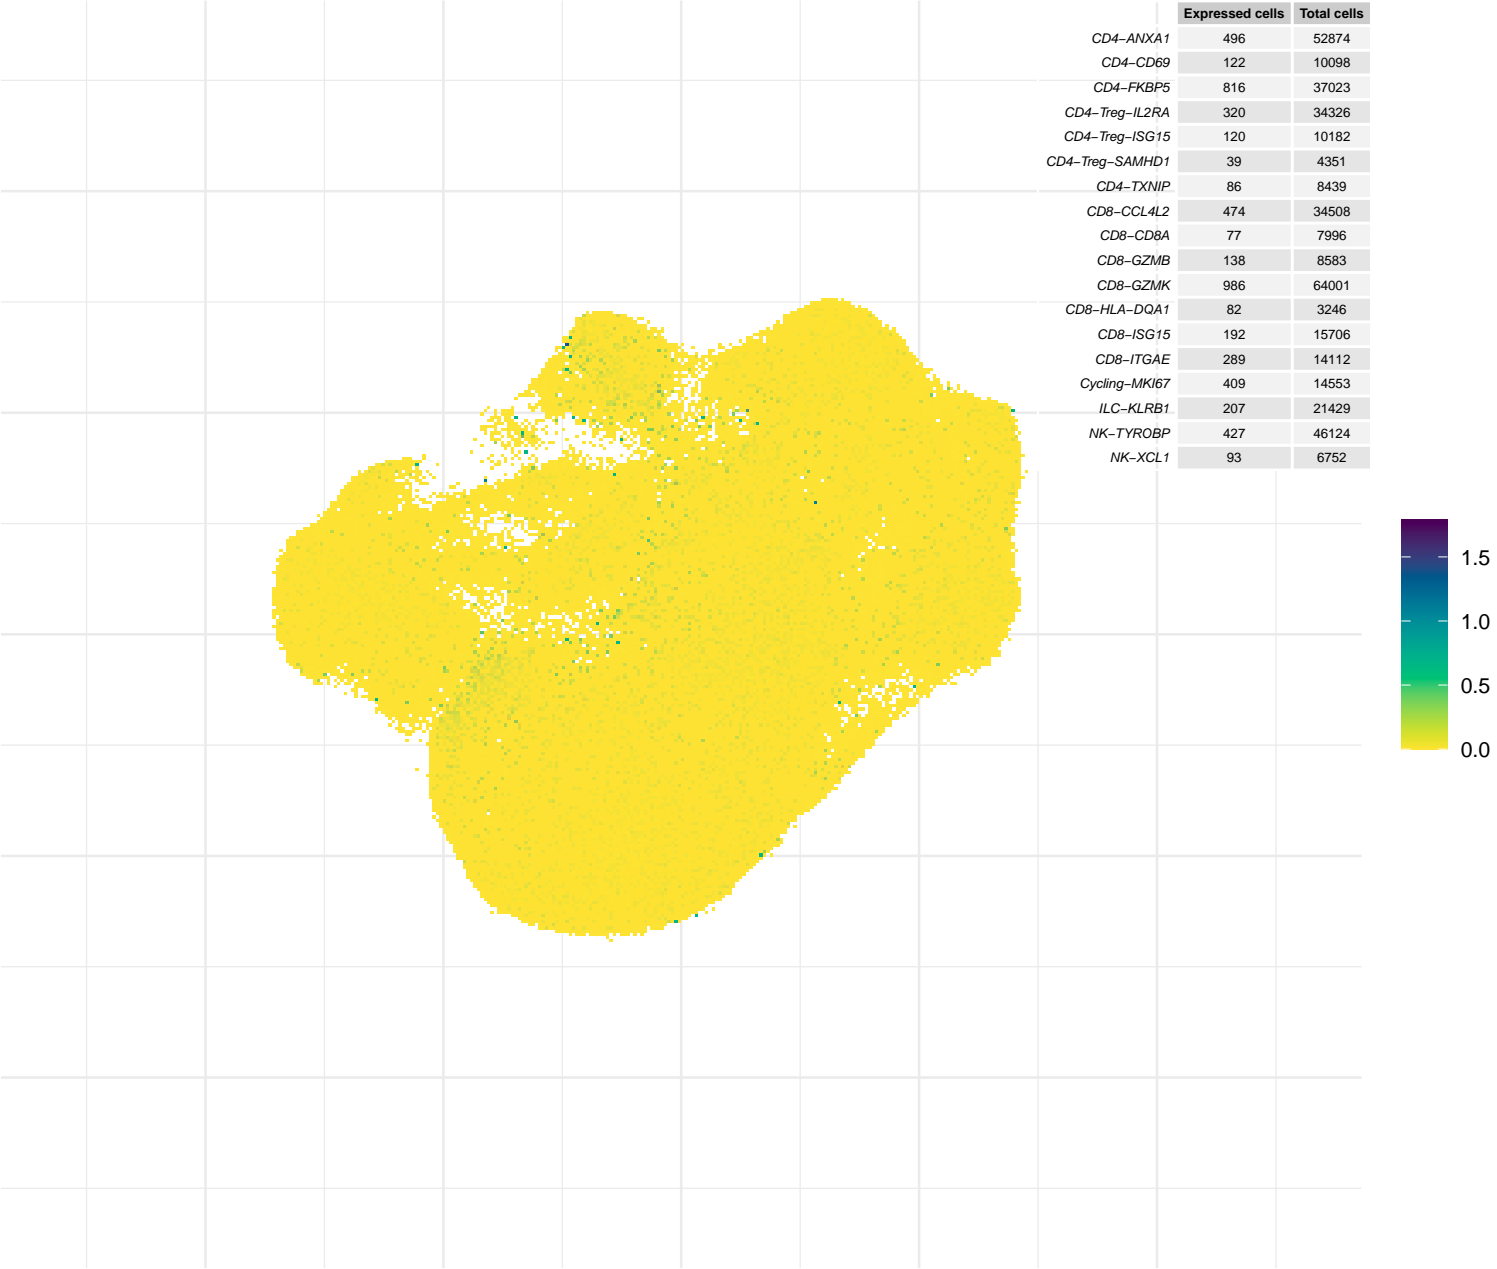 Expressed cells Total cells
CD4−ANXA1 496 52874
CD4−CD69 122 10098
CD4−FKBP5 816 37023
CD4−Treg−IL2RA 320 34326
CD4−Treg−ISG15 120 10182
CD4−Treg−SAMHD1 39 4351
CD4−TXNIP 86 8439
CD8−CCL4L2 474 34508
CD8−CD8A 77 7996
CD8−GZMB 138 8583
CD8−GZMK 986 64001
CD8−HLA−DQA1 82 3246
CD8−ISG15 192 15706
CD8−ITGAE 289 14112
Cycling−MKI67 409 14553
ILC−KLRB1 207 21429
NK−TYROBP 427 46124
NK−XCL1 93 6752
1.5
1.0
0.5
0.0